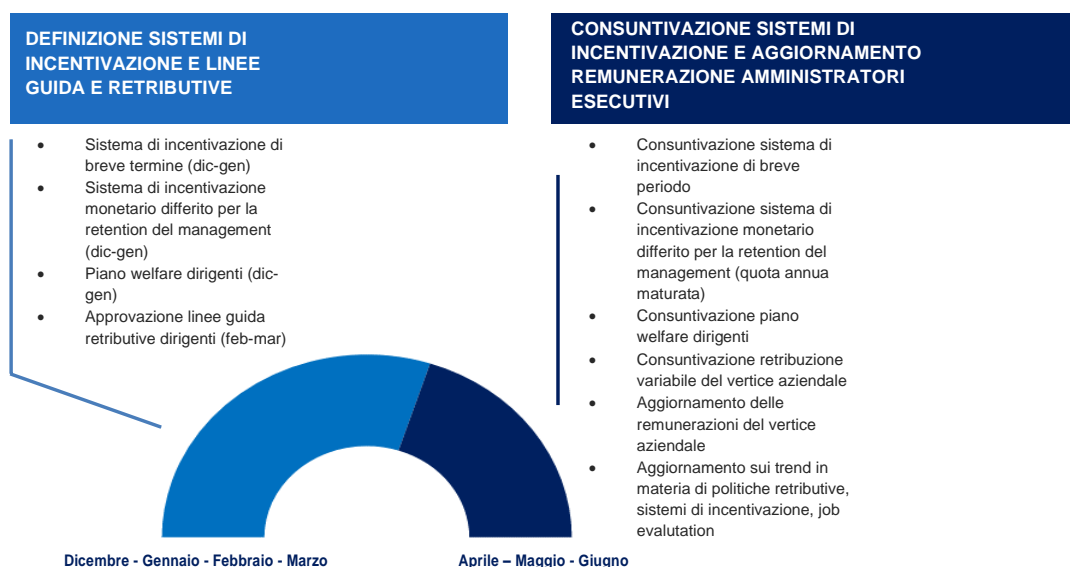 DEFINIZIONE SISTEMI DI
INCENTIVAZIONE E LINEE
GUIDA E RETRIBUTIVE
• Sistema di incentivazione di
breve termine (dic-gen)
• Sistema di incentivazione
monetario differito per la
retention del management
(dic-gen)
• Piano welfare dirigenti (dic-
gen)
• Approvazione linee guida
retributive dirigenti (feb-mar)
CONSUNTIVAZIONE SISTEMI DI
INCENTIVAZIONE E AGGIORNAMENTO
REMUNERAZIONE AMMINISTRATORI
ESECUTIVI
• Consuntivazione sistema di
incentivazione di breve
periodo
• Consuntivazione sistema di
incentivazione monetario
differito per la retention del
management (quota annua
maturata)
• Consuntivazione piano
welfare dirigenti
• Consuntivazione retribuzione
variabile del vertice aziendale
• Aggiornamento delle
remunerazioni del vertice
aziendale
• Aggiornamento sui trend in
materia di politiche retributive,
sistemi di incentivazione, job
evalutation
Dicembre - Gennaio - Febbraio - Marzo
Aprile – Maggio - Giugno